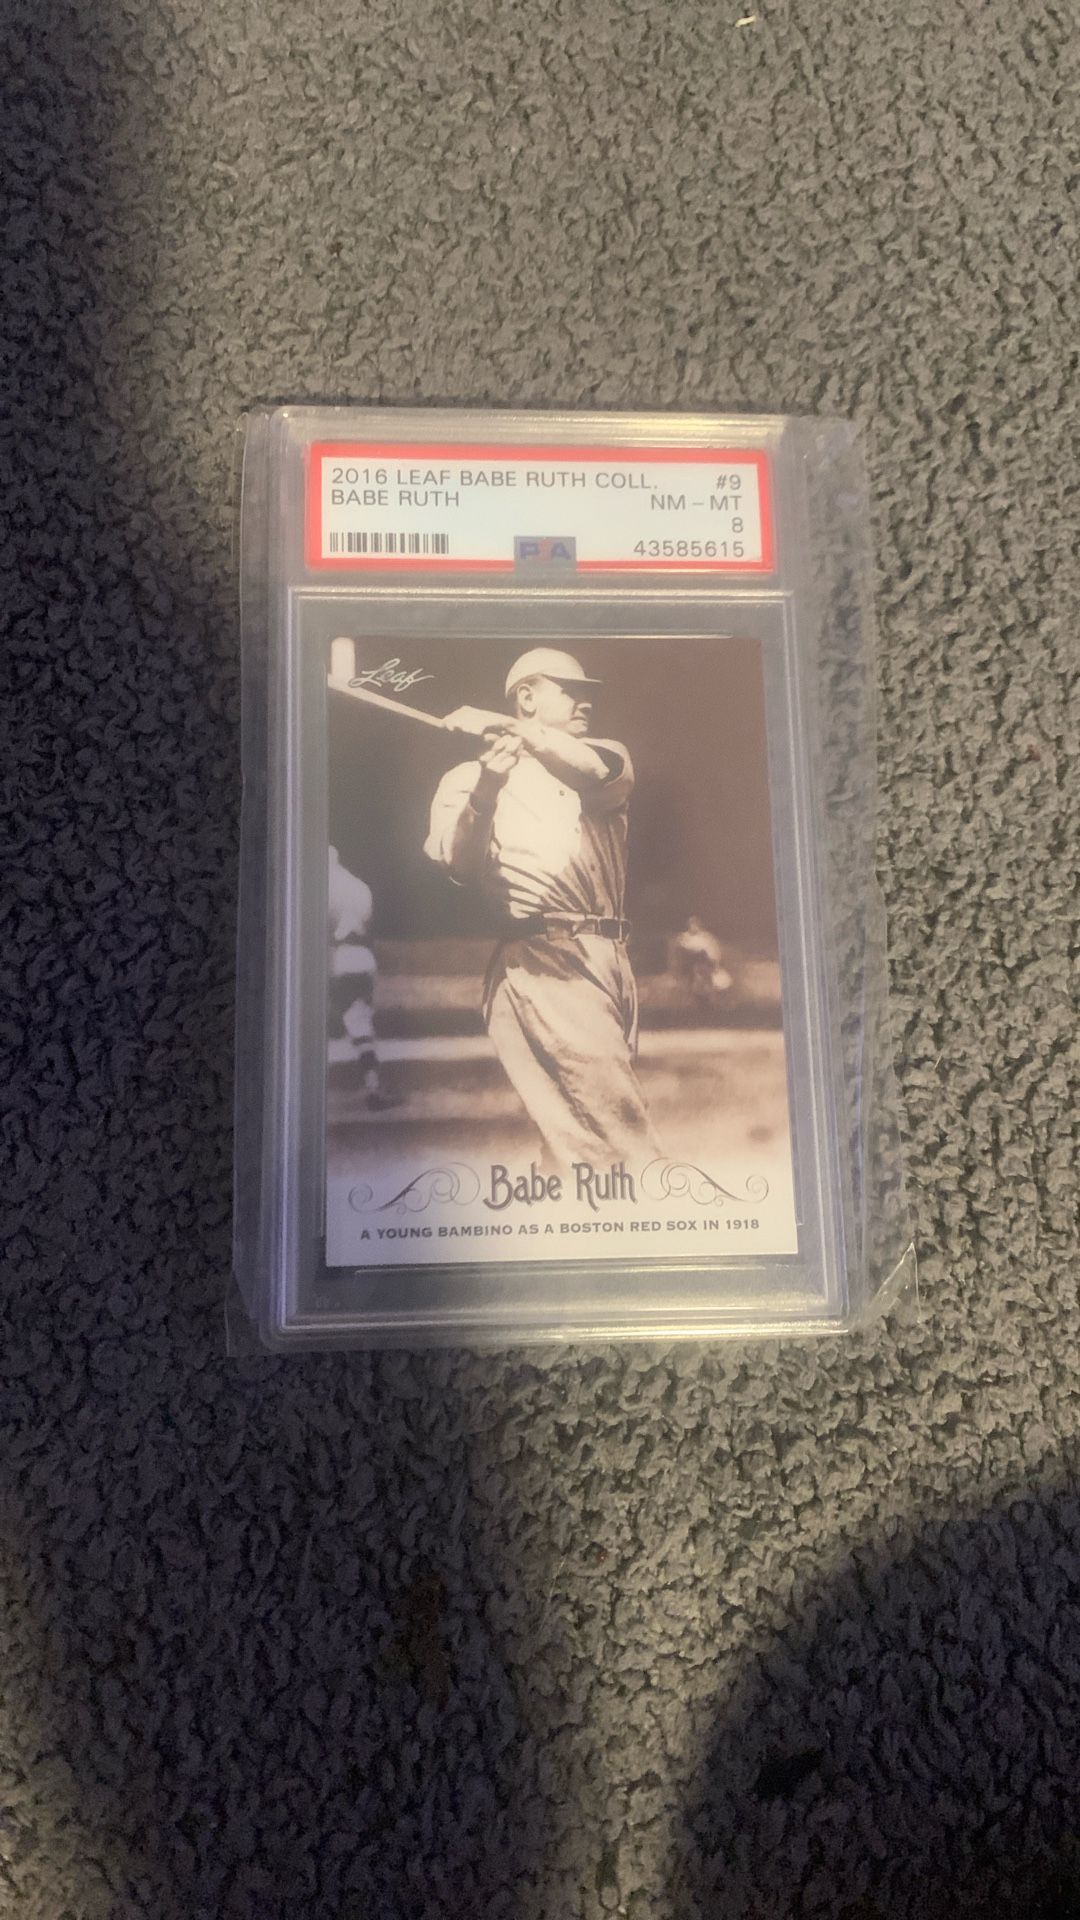 2016 LEAF BABE RUTH COLL. #9
BABE RUTH NM - MT
8
PSA 43585615
Leaf
Babe Ruth
A YOUNG BAMBINO AS A BOSTON RED SOX IN 1918